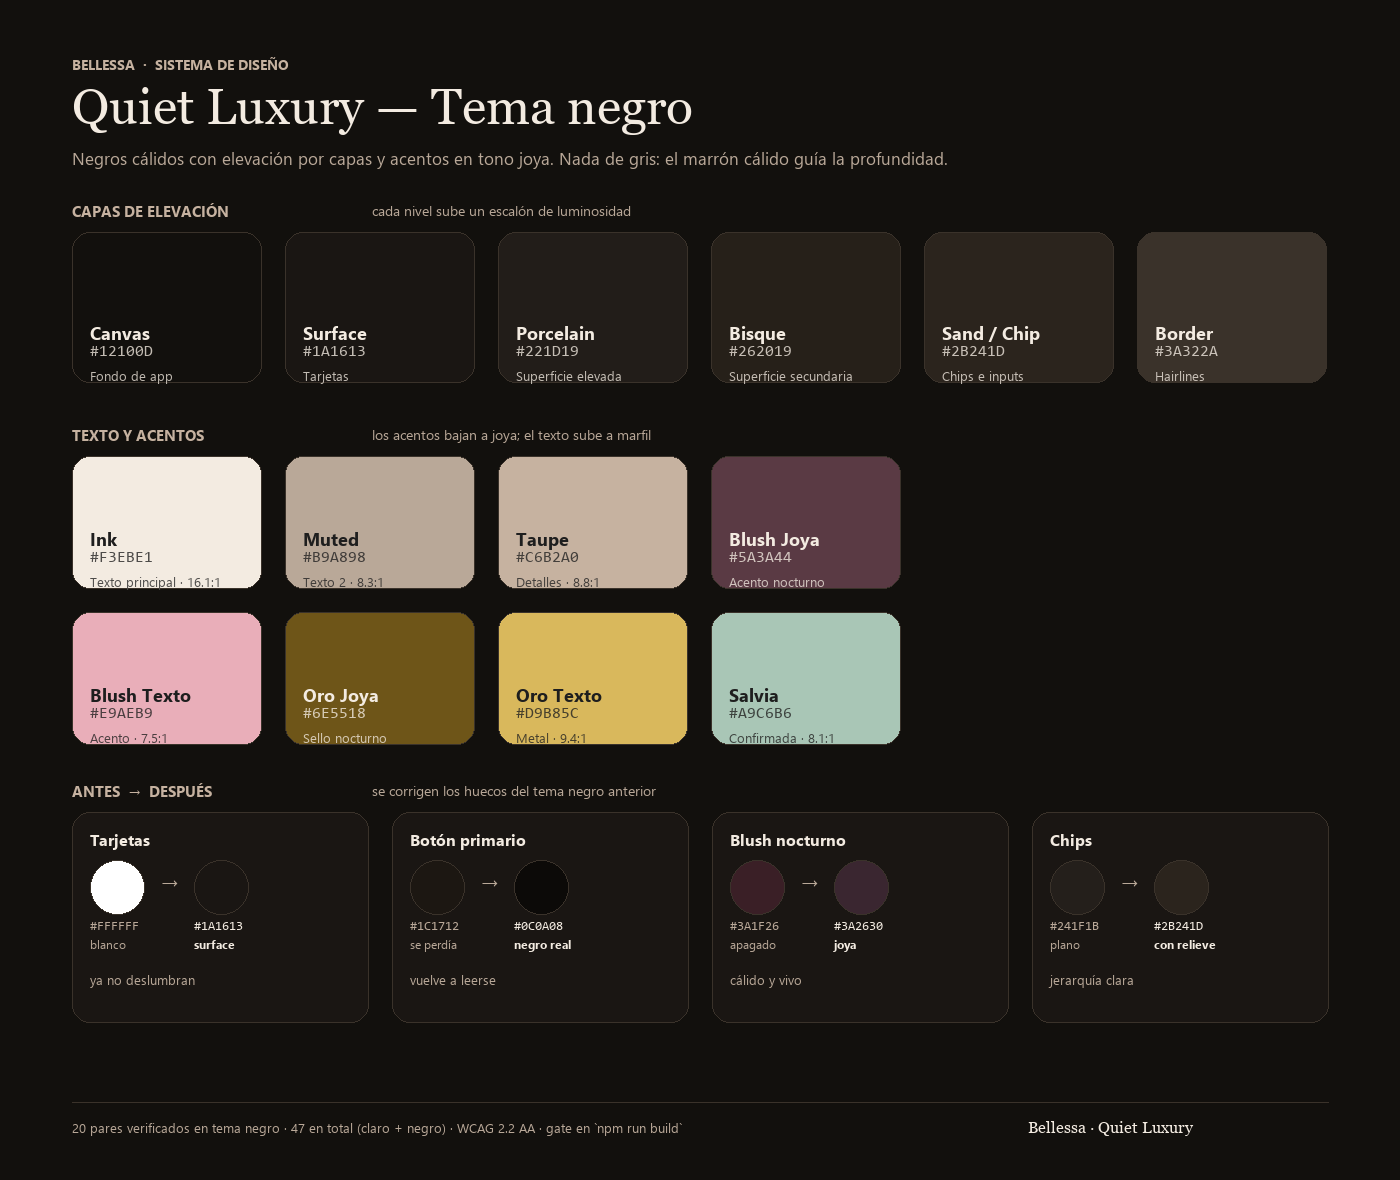 BELLESSA · SISTEMA DE DISEÑO
Quiet Luxury — Tema negro
Negros cálidos con elevación por capas y acentos en tono joya. Nada de gris: el marrón cálido guía la profundidad.
CAPAS DE ELEVACIÓN
cada nivel sube un escalón de luminosidad
Canvas
#12100D
Fondo de app
Surface
#1A1613
Tarjetas
Porcelain
#221D19
Superficie elevada
Bisque
#262019
Superficie secundaria
Sand / Chip
#2B241D
Chips e inputs
Border
#3A322A
Hairlines
TEXTO Y ACENTOS
los acentos bajan a joya; el texto sube a marfil
Ink
#F3EBE1
Texto principal · 16.1:1
Muted
#B9A898
Texto 2 · 8.3:1
Taupe
#C6B2A0
Detalles · 8.8:1
Blush Joya
#5A3A44
Acento nocturno
Blush Texto
#E9AEB9
Acento · 7.5:1
Oro Joya
#6E5518
Sello nocturno
Oro Texto
#D9B85C
Metal · 9.4:1
Salvia
#A9C6B6
Confirmada · 8.1:1
ANTES → DESPUÉS
se corrigen los huecos del tema negro anterior
Tarjetas
→
#FFFFFF
blanco
#1A1613
surface
ya no deslumbran
Botón primario
→
#1C1712
se perdía
#0C0A08
negro real
vuelve a leerse
Blush nocturno
→
#3A1F26
apagado
#3A2630
joya
cálido y vivo
Chips
→
#241F1B
plano
#2B241D
con relieve
jerarquía clara
20 pares verificados en tema negro · 47 en total (claro + negro) · WCAG 2.2 AA · gate en `npm run build`
Bellessa · Quiet Luxury